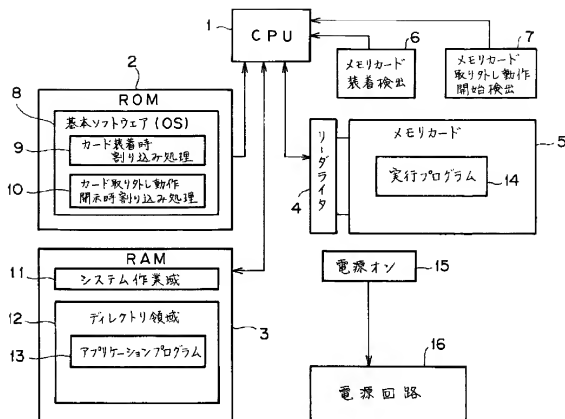 1
CPU
6
メモリカード
装着検出
7
メモリカード
取り外し動作
開始検出
2
ROM
8
基本ソフトウェア(OS)
9
カード装着時
割り込み処理
10
カード取り外し動作
開示時割り込み処理
リーダライタ
4
メモリカード
5
実行プログラム
14
RAM
11
システム作業域
12
ディレクトリ領域
3
13
アプリケーションプログラム
電源オン
15
16
電源回路